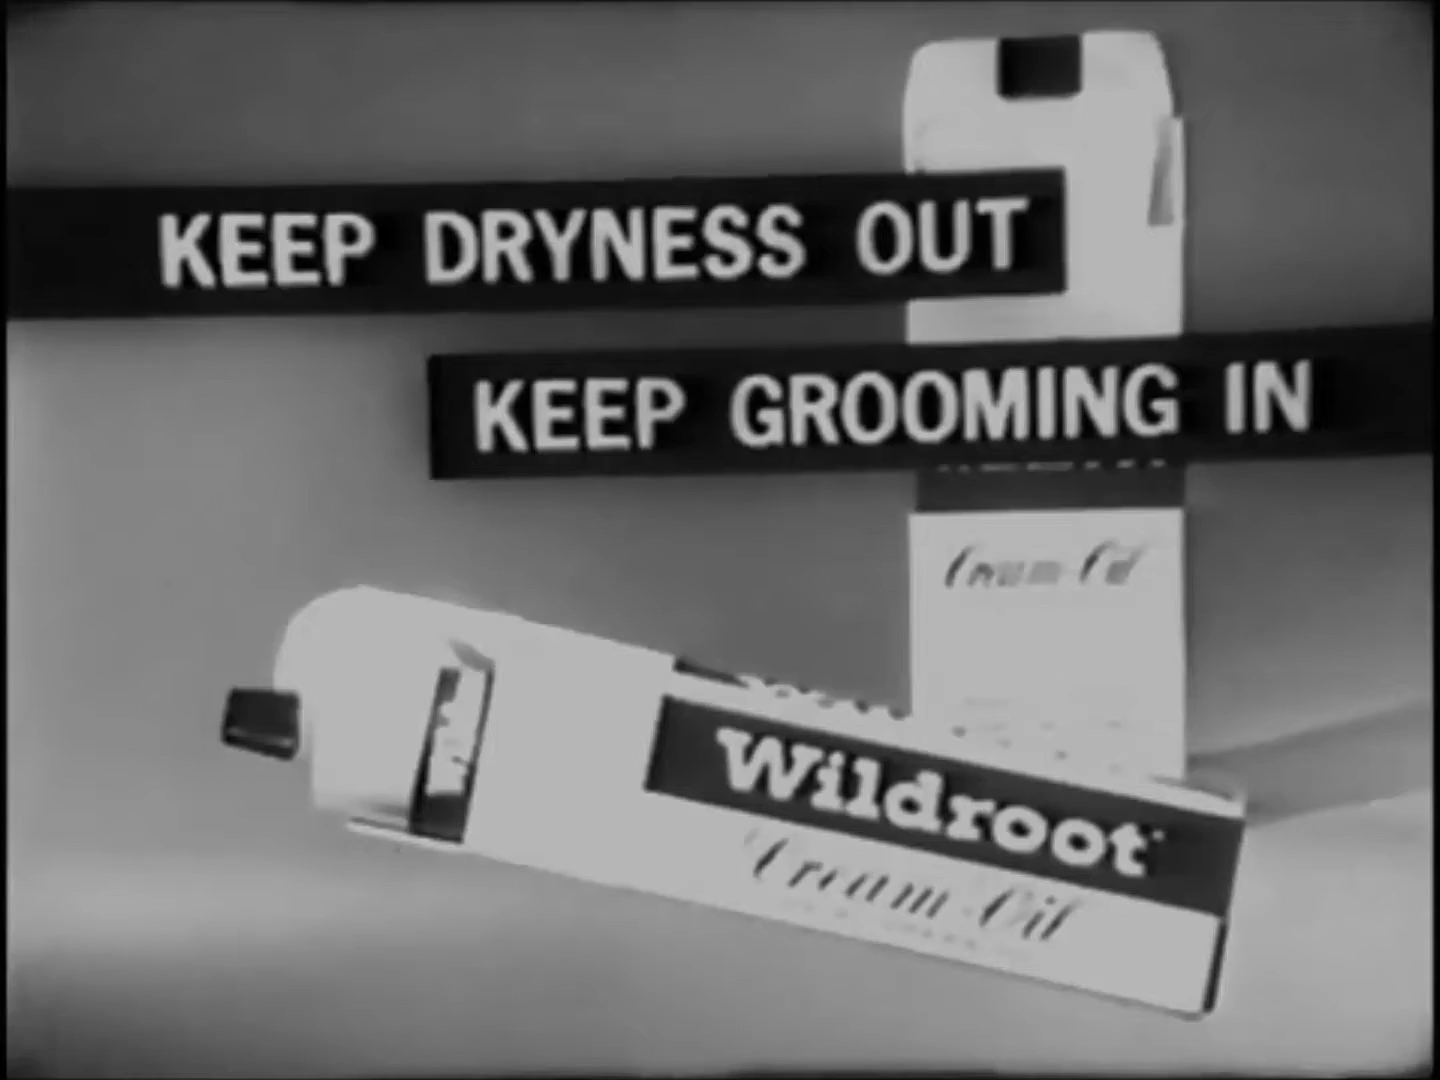 KEEP DRYNESS OUT
KEEP GROOMING IN
Cream-Oil
Wildroot
Cream-Oil